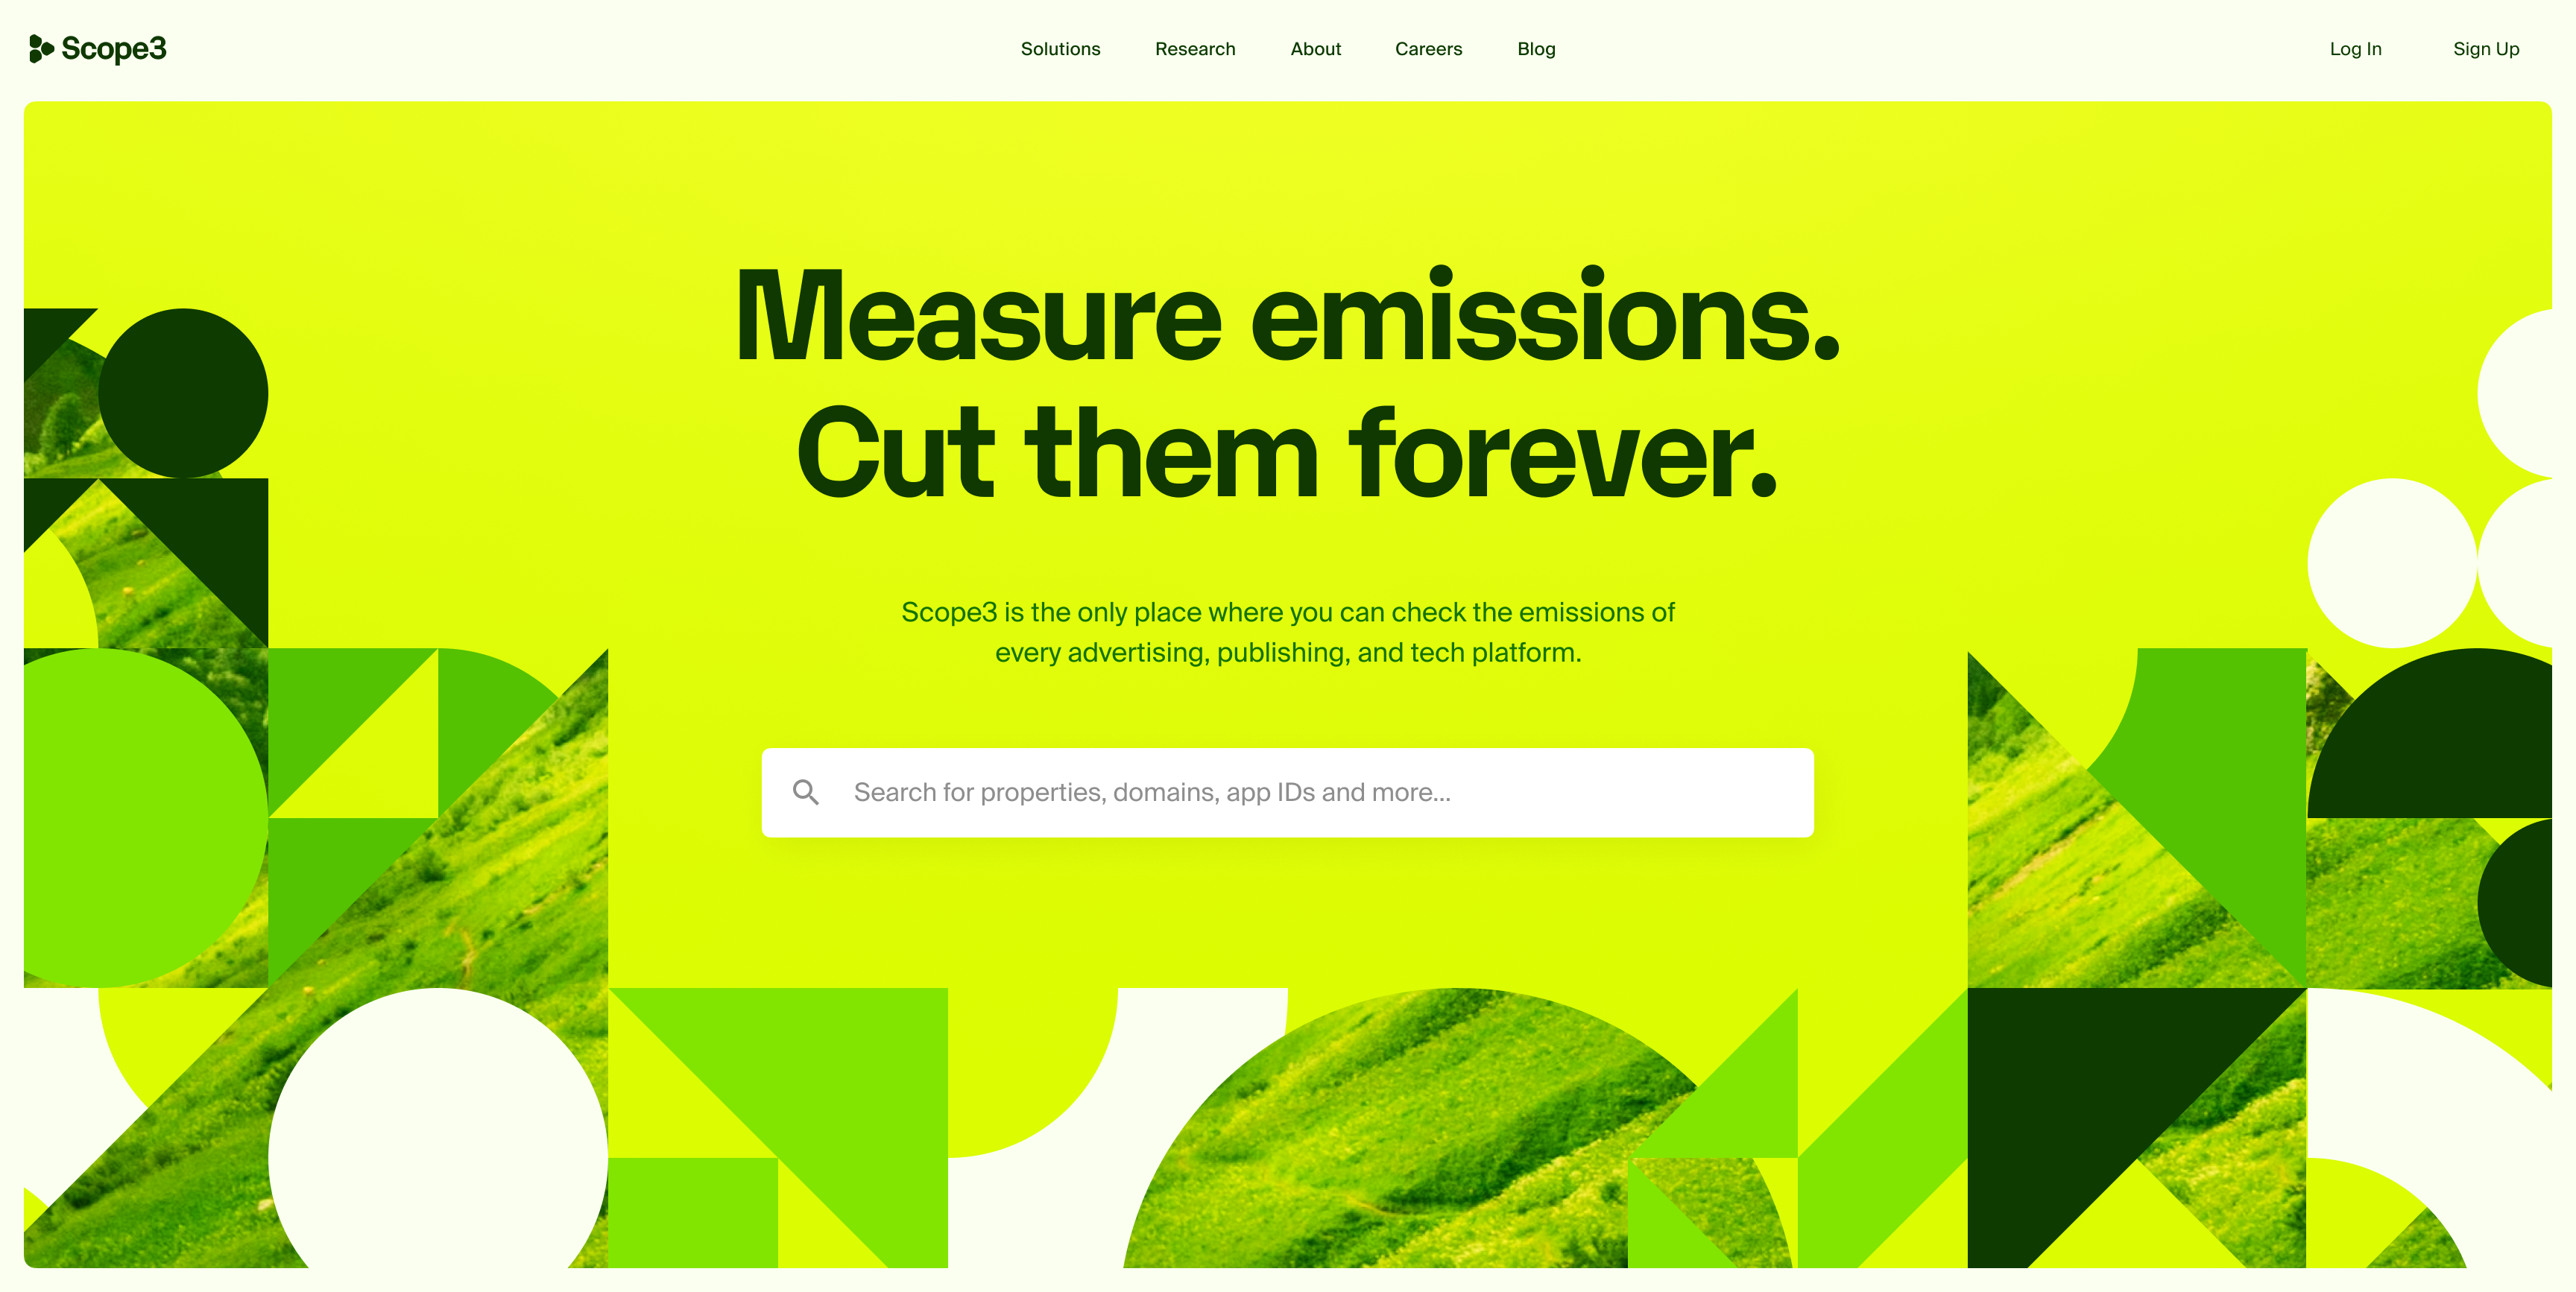 Scope3
Solutions Research About Careers Blog
Log In Sign Up
Measure emissions.
Cut them forever.
Scope3 is the only place where you can check the emissions of
every advertising, publishing, and tech platform.
Search for properties, domains, app IDs and more...